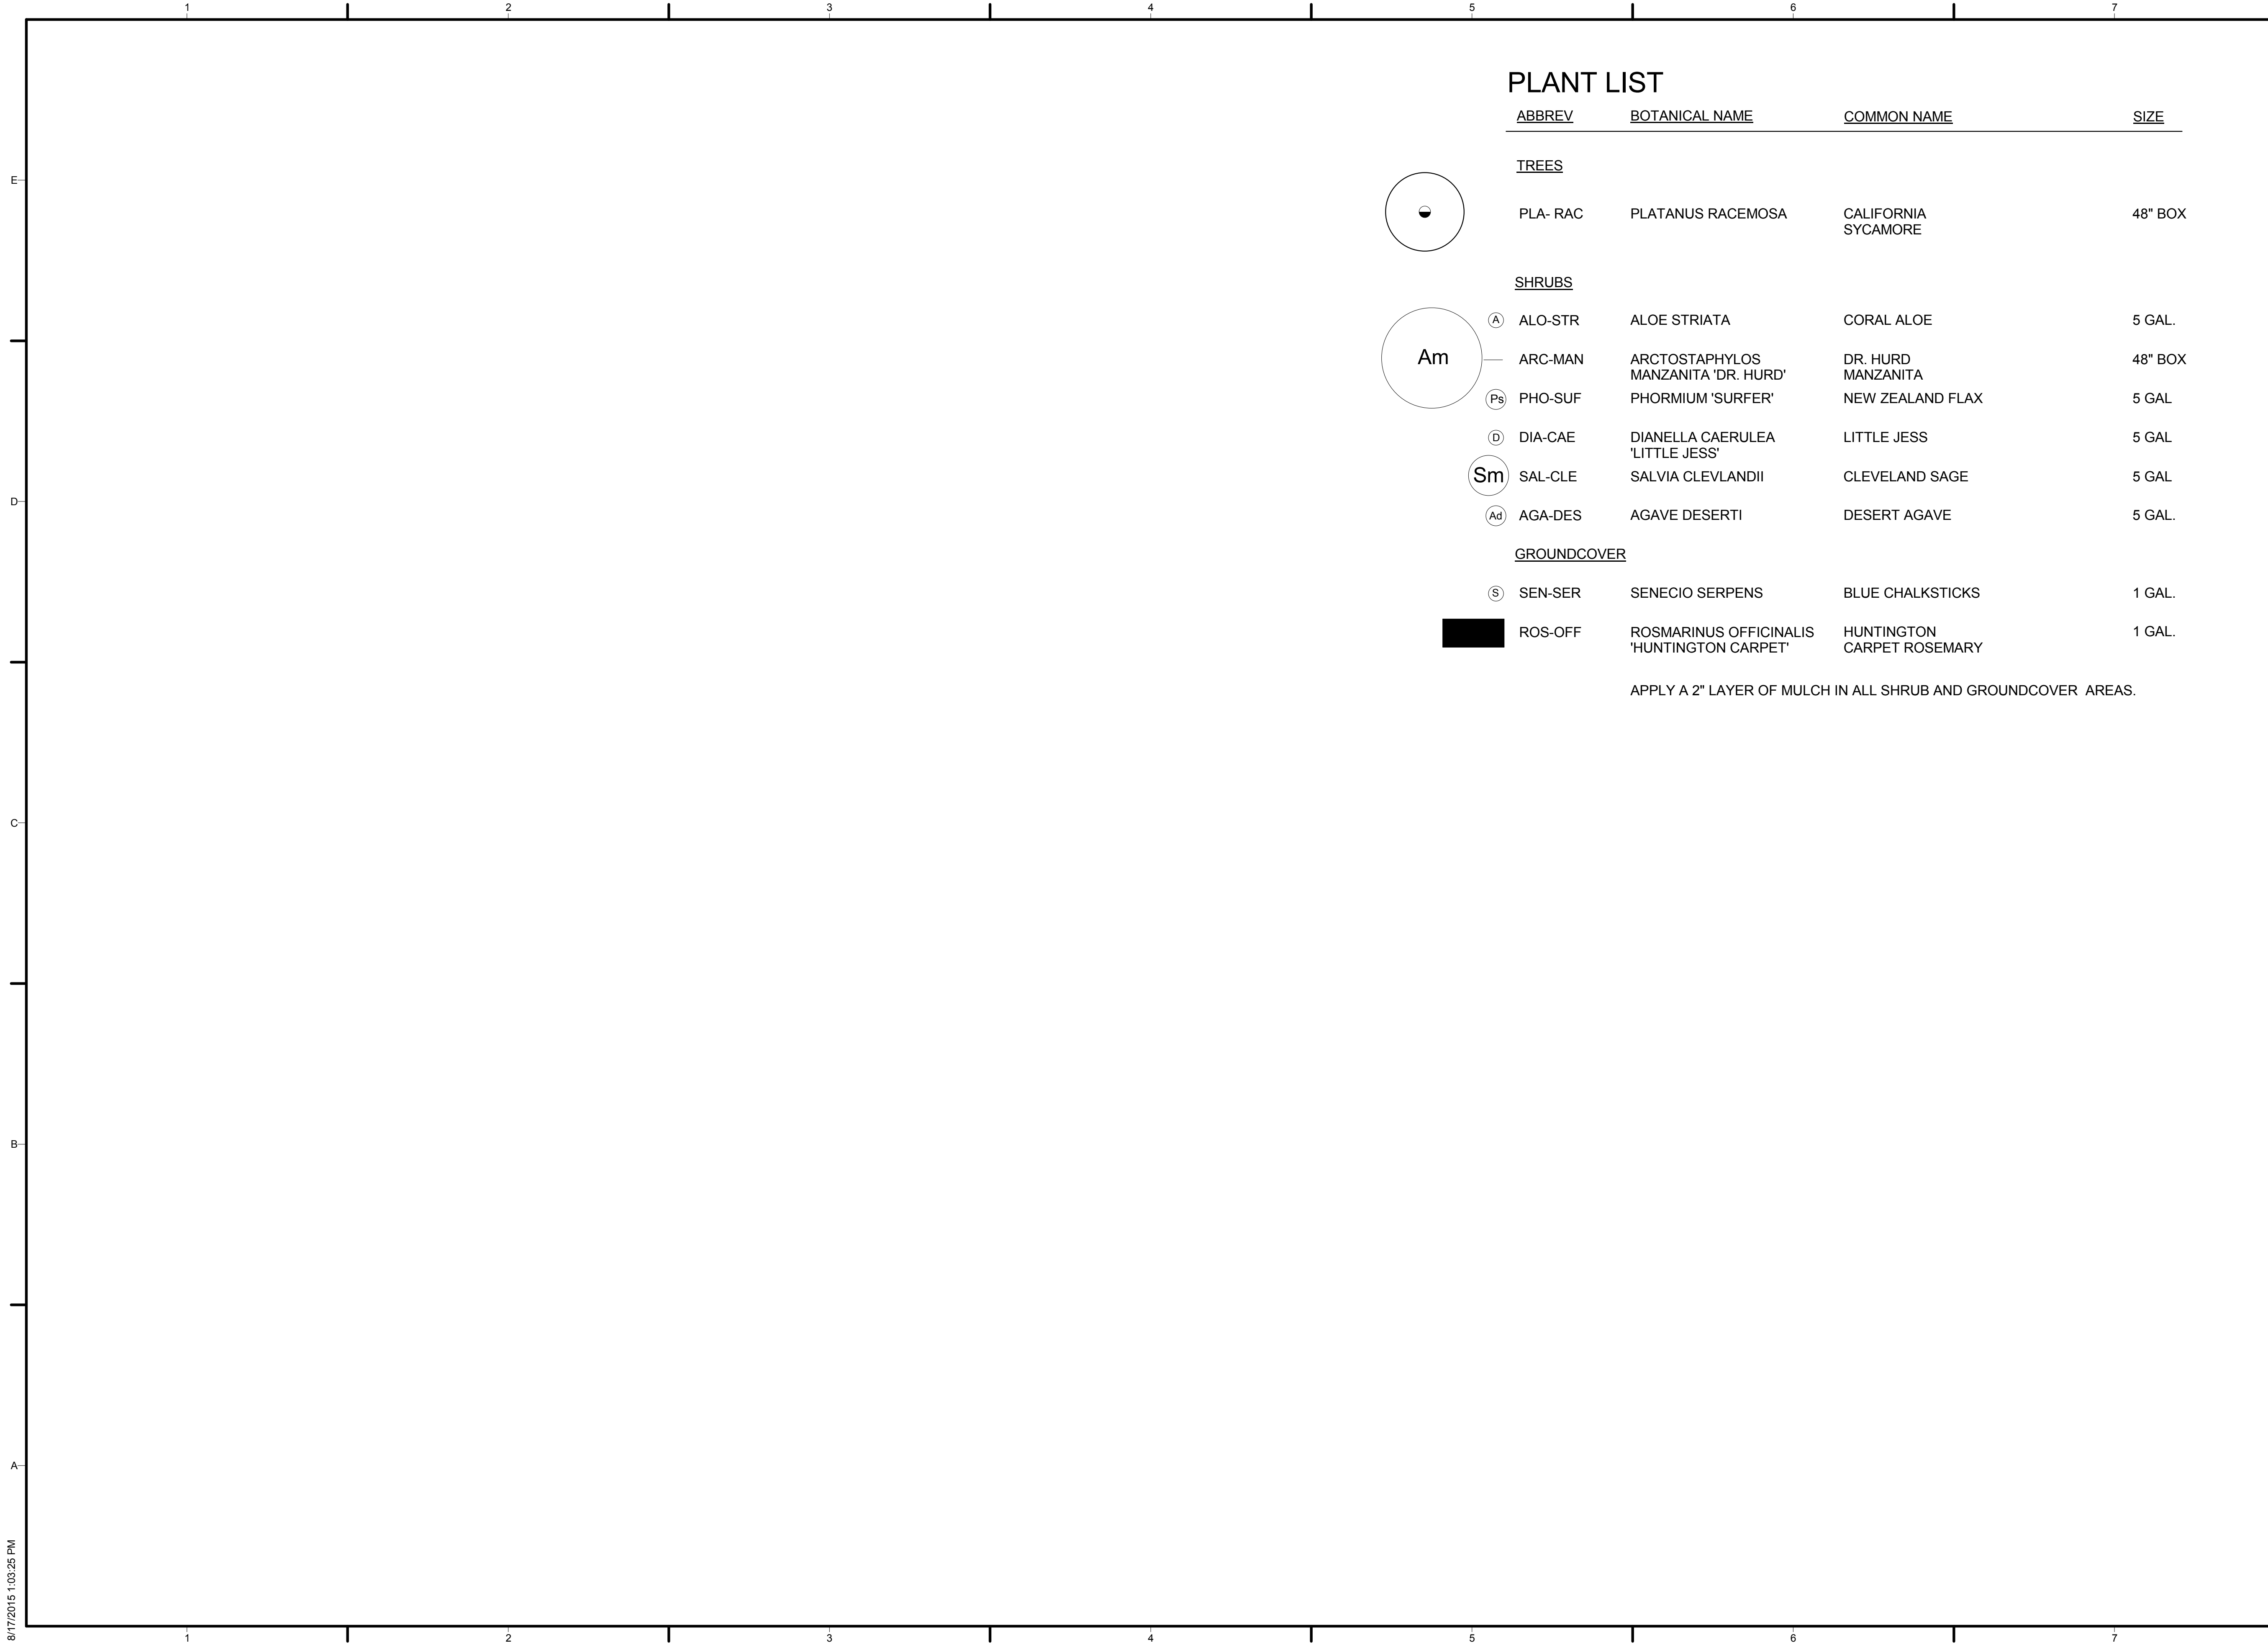 1 2 3 4 5 6 7
PLANT LIST
ABBREV BOTANICAL NAME COMMON NAME SIZE
TREES
E
PLA- RAC PLATANUS RACEMOSA CALIFORNIA 48" BOX
SYCAMORE
SHRUBS
A ALO-STR ALOE STRIATA CORAL ALOE 5 GAL.
Am ARC-MAN ARCTOSTAPHYLOS DR. HURD 48" BOX
MANZANITA 'DR. HURD' MANZANITA
Ps PHO-SUF PHORMIUM 'SURFER' NEW ZEALAND FLAX 5 GAL
D DIA-CAE DIANELLA CAERULEA LITTLE JESS 5 GAL
'LITTLE JESS'
Sm SAL-CLE SALVIA CLEVLANDII CLEVELAND SAGE 5 GAL
D
Ad AGA-DES AGAVE DESERTI DESERT AGAVE 5 GAL.
GROUNDCOVER
S SEN-SER SENECIO SERPENS BLUE CHALKSTICKS 1 GAL.
ROS-OFF ROSMARINUS OFFICINALIS HUNTINGTON 1 GAL.
'HUNTINGTON CARPET' CARPET ROSEMARY
APPLY A 2" LAYER OF MULCH IN ALL SHRUB AND GROUNDCOVER AREAS.
C
B
A
8/17/2015 1:03:25 PM
1 2 3 4 5 6 7